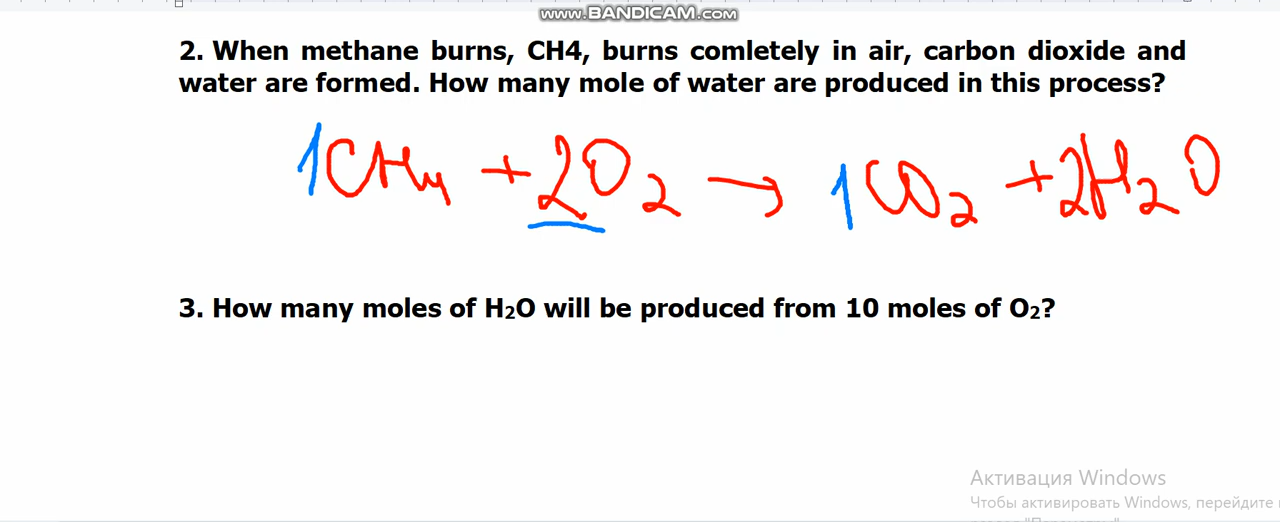 www.BANDICAM.com
2. When methane burns, CH4, burns comletely in air, carbon dioxide and
water are formed. How many mole of water are produced in this process?
1CH4 + 2O2 → 1CO2 + 2H2O
3. How many moles of H2O will be produced from 10 moles of O2?
Активация Windows
Чтобы активировать Windows, перейдите